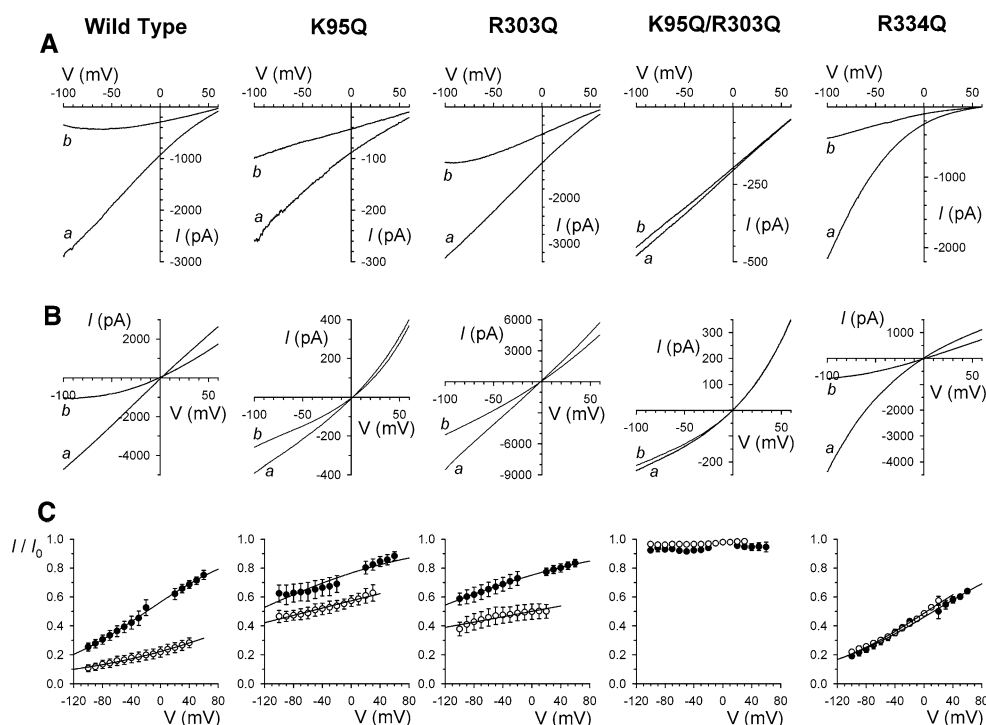 Wild Type K95Q R303Q K95Q/R303Q R334Q
A
V (mV) V (mV) V (mV) V (mV) V (mV)
-100 -50 0 50 -100 -50 0 50 -100 -50 0 50 -100 -50 0 50 -100 -50 0 50
b b b b b
a a a a a
-1000 -100 -2000 -250 -1000
-2000 -200 -3000 -500 -2000
-3000 -300
I (pA) I (pA) I (pA) I (pA) I (pA)
B
I (pA) I (pA) I (pA) I (pA) I (pA)
2000 400 6000 300 1000
200 3000 200
100
-100 50 -100 -50 50 -100 -50 50 -100 -50 50 -100 50
V (mV) V (mV) V (mV) V (mV) V (mV)
b b b b b
a a a a a
-2000 -200 -6000 -200 -2000
-4000 -400 -9000 -3000
-4000
C
I / I0
1.0 1.0 1.0 1.0 1.0
0.8 0.8 0.8 0.8 0.8
0.6 0.6 0.6 0.6 0.6
0.4 0.4 0.4 0.4 0.4
0.2 0.2 0.2 0.2 0.2
0.0 0.0 0.0 0.0 0.0
-120 -80 -40 0 40 80 -120 -80 -40 0 40 80 -120 -80 -40 0 40 80 -120 -80 -40 0 40 80 -120 -80 -40 0 40 80
V (mV) V (mV) V (mV) V (mV) V (mV)